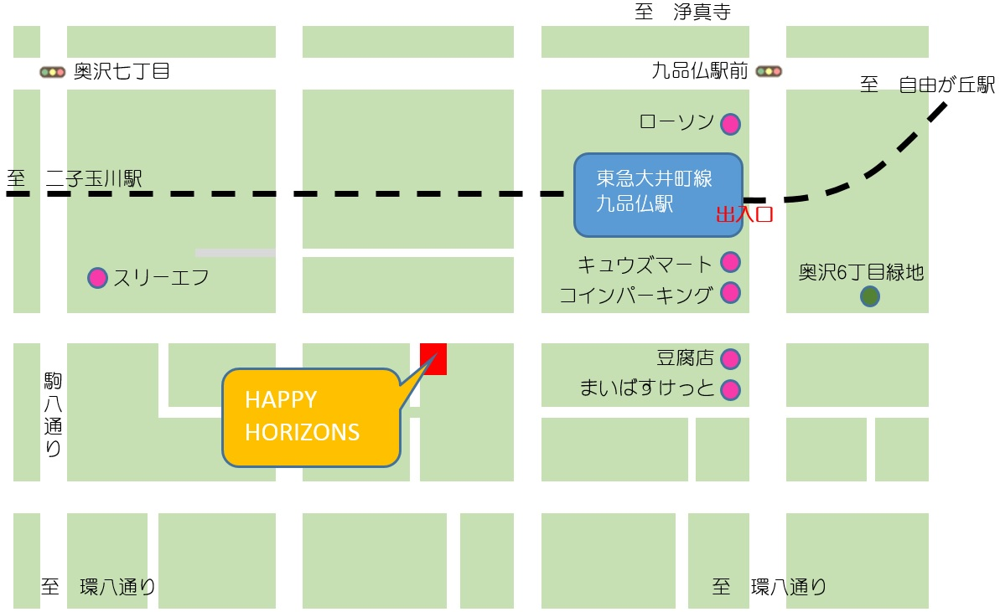 至　浄真寺
奥沢七丁目
九品仏駅前
至　自由が丘駅
ローソン
至　二子玉川駅
東急大井町線
九品仏駅
出入口
キュウズマート
奥沢6丁目緑地
スリーエフ
コインパーキング
豆腐店
駒八通り
まいばすけっと
HAPPY
HORIZONS
至　環八通り
至　環八通り